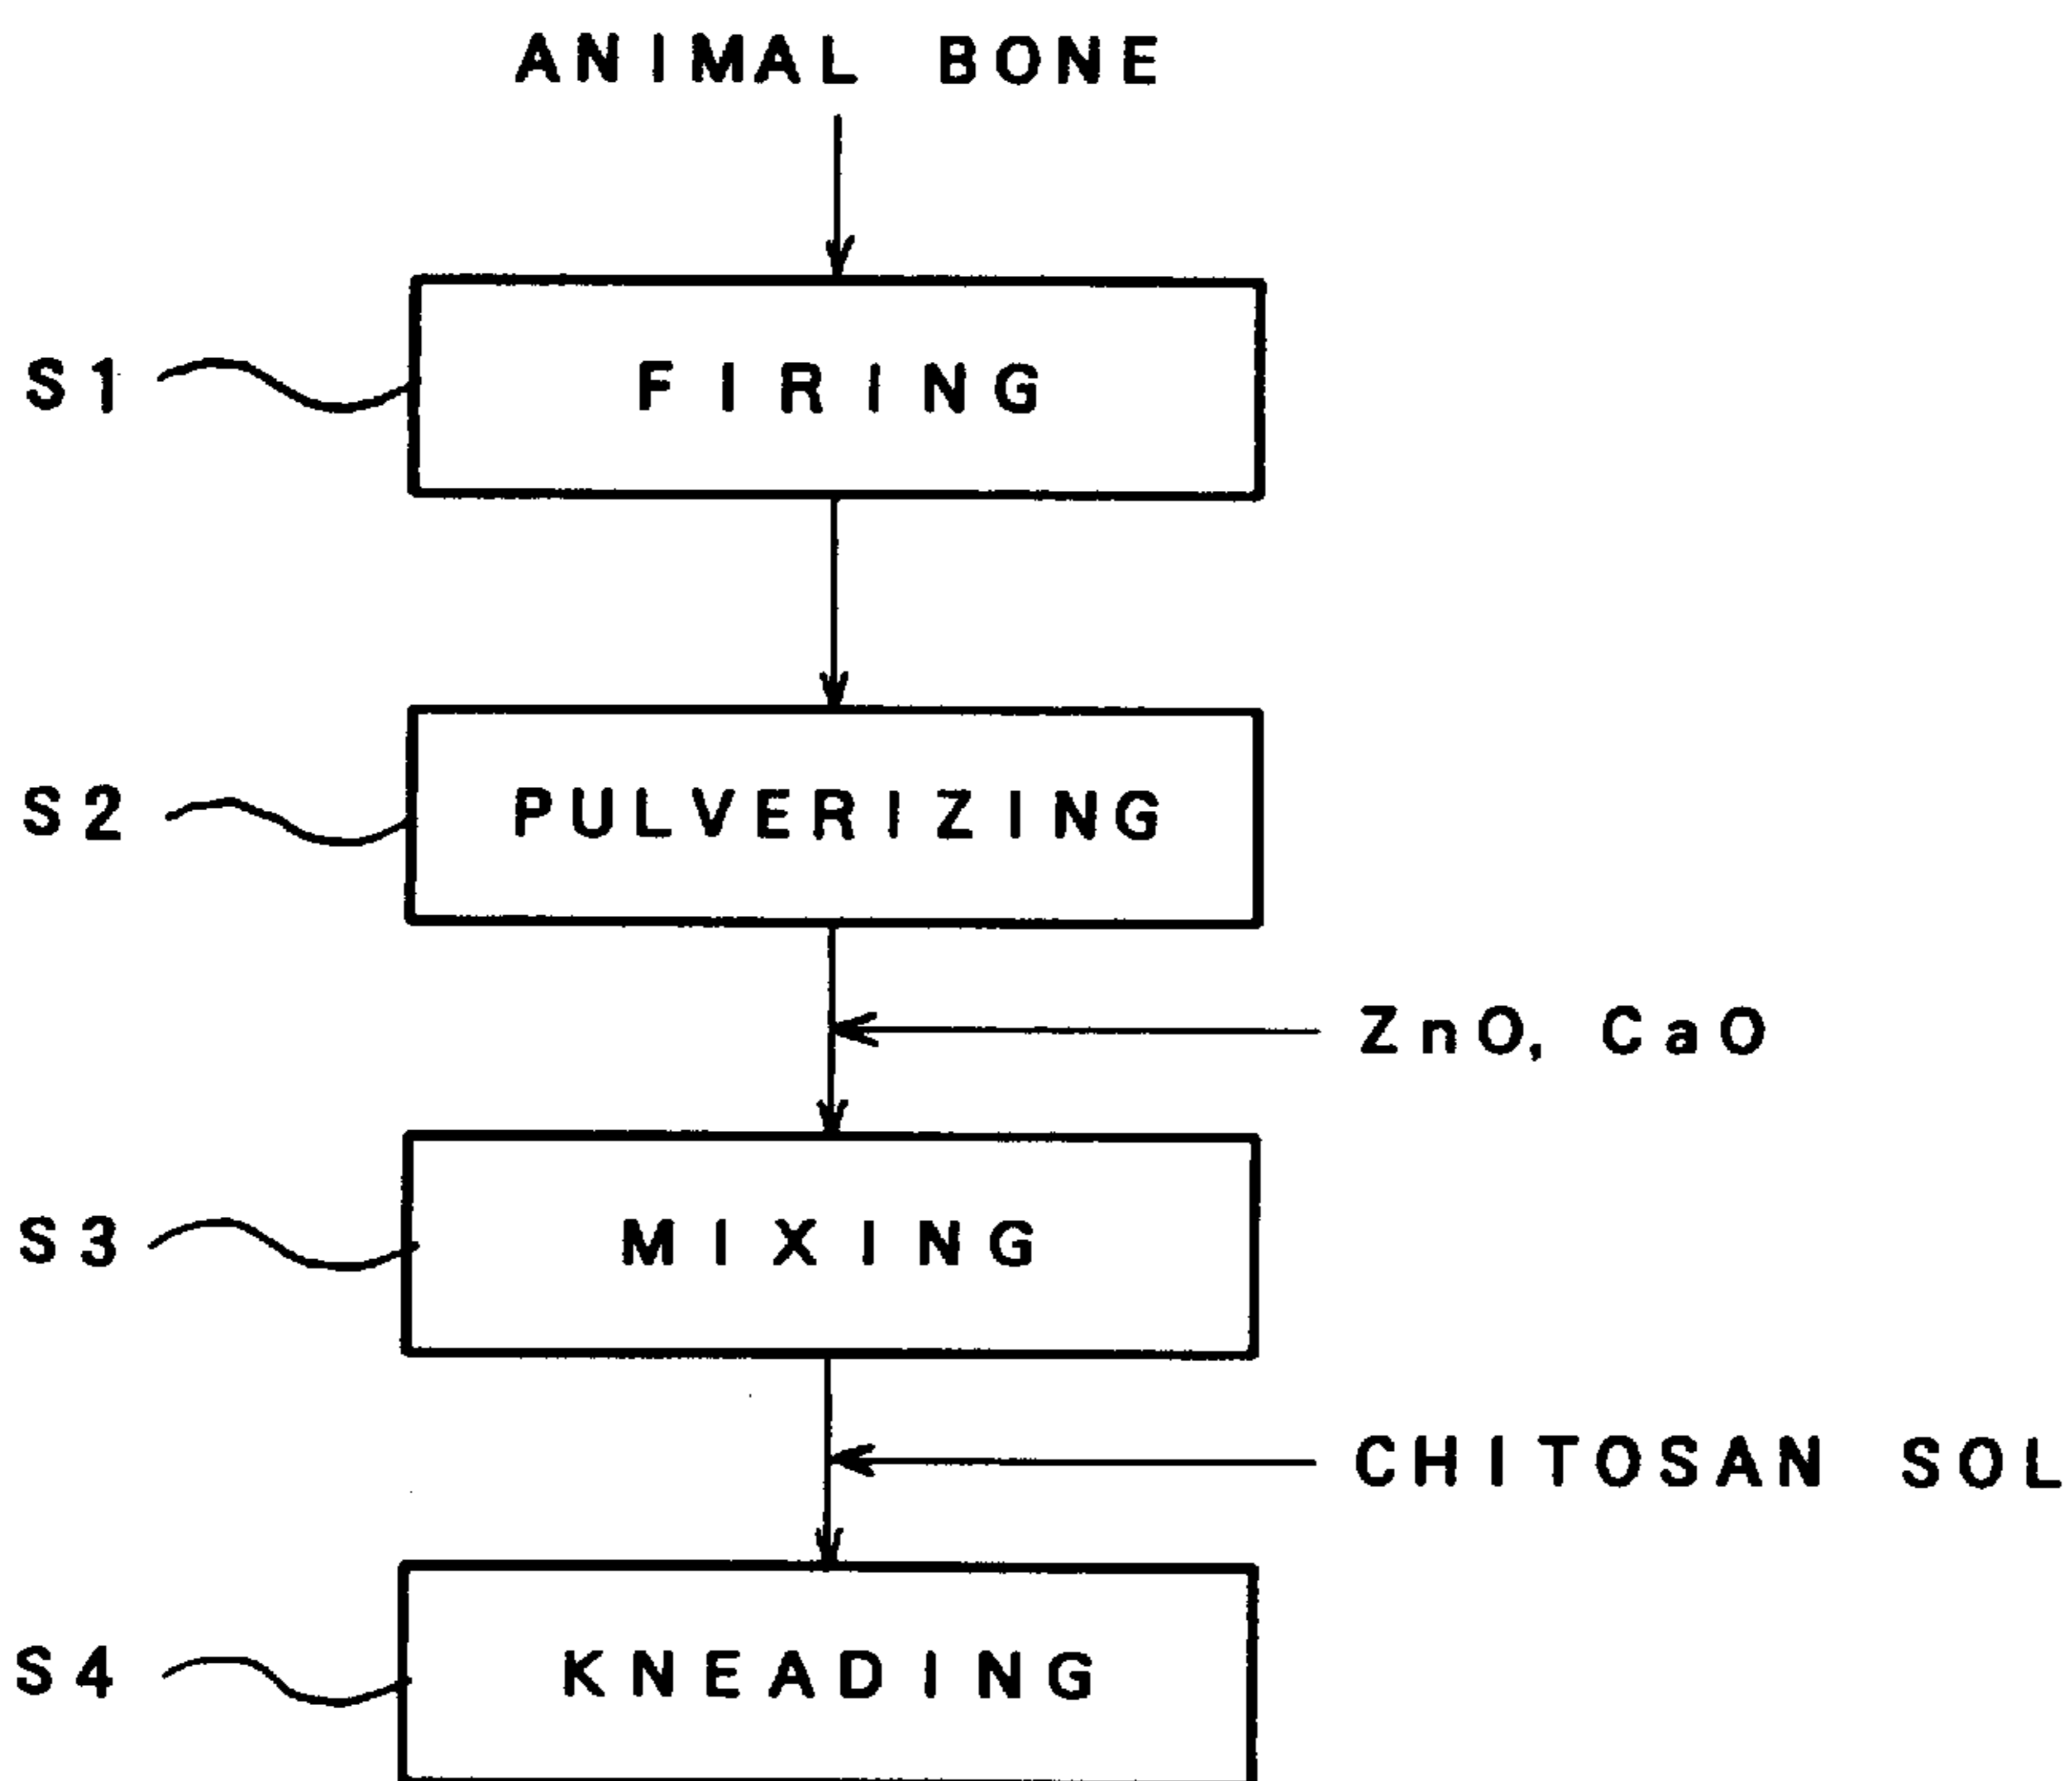 ANIMAL BONE
S1 FIRING
S2 PULVERIZING
ZnO, CaO
S3 MIXING
CHITOSAN SOL
S4 KNEADING